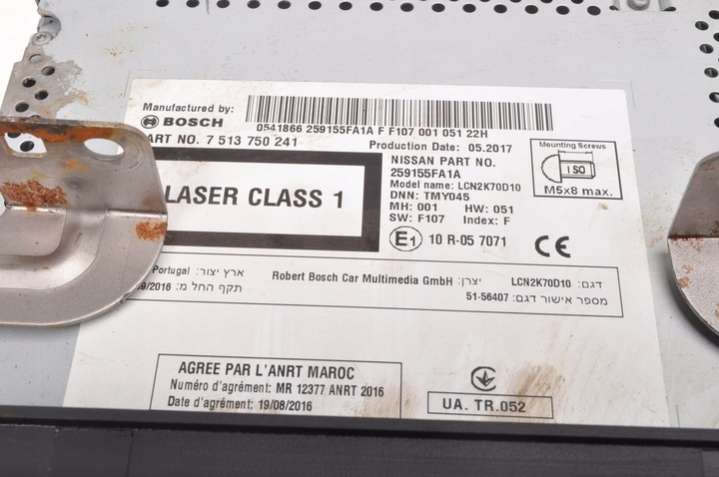 Manufactured by:
BOSCH
0541866 259155FA1A F F107 001 051 22H
PART NO. 7 513 750 241
Production Date: 05.2017
NISSAN PART NO.
259155FA1A
Model name: LCN2K70D10
DNN: TMY045
MH: 001 HW: 051
SW: F107 Index: F
Mounting Screws
ISO
M5x8 max.
LASER CLASS 1
E1 10 R-05 7071
CE
דגם: LCN2K70D10 יצרן: Robert Bosch Car Multimedia GmbH ארץ יצור: Portugal
מספר אישור דגם: 51-56407 תקף החל מ: 9/2016
AGREE PAR L'ANRT MAROC
Numéro d'agrément: MR 12377 ANRT 2016
Date d'agrément: 19/08/2016
UA. TR.052